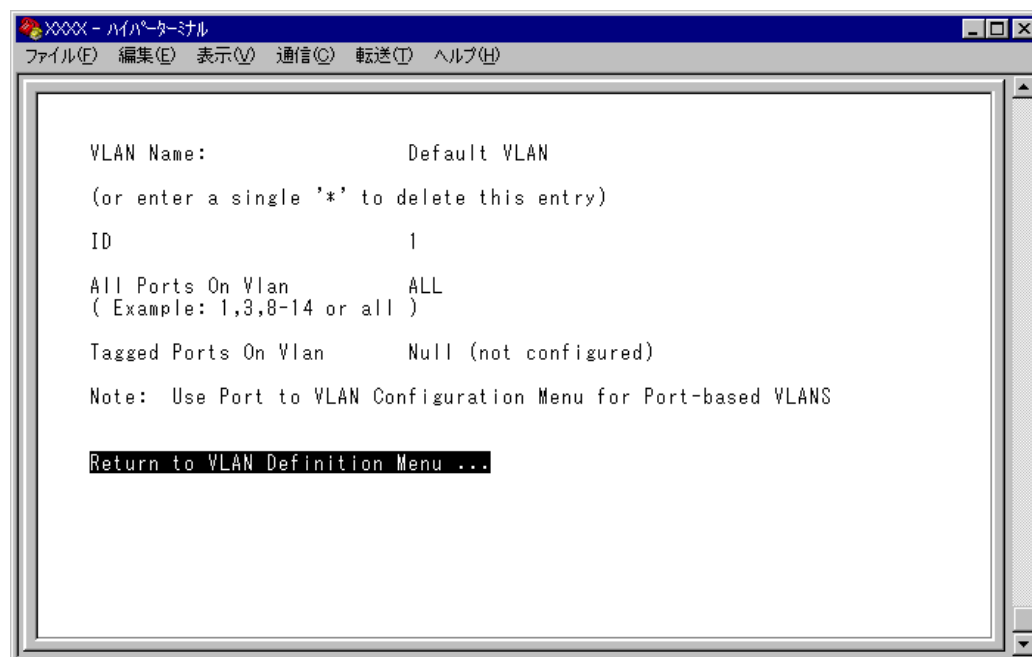 XXXX - ハイパーターミナル
ファイル(F) 編集(E) 表示(V) 通信(C) 転送(T) ヘルプ(H)
VLAN Name: Default VLAN
(or enter a single '*' to delete this entry)
ID 1
All Ports On Vlan ALL
( Example: 1,3,8-14 or all )
Tagged Ports On Vlan Null (not configured)
Note: Use Port to VLAN Configuration Menu for Port-based VLANS
Return to VLAN Definition Menu ...